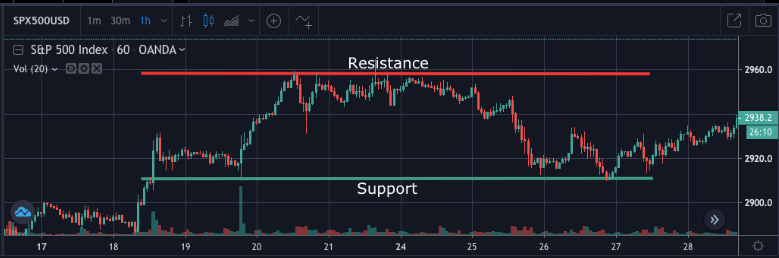 SPX500USD 1m 30m 1h
S&P 500 Index · 60 · OANDA
Vol (20)
Resistance
Support
2960.0
2938.2
26:10
2920.0
2900.0
17 18 19 20 21 24 25 26 27 28